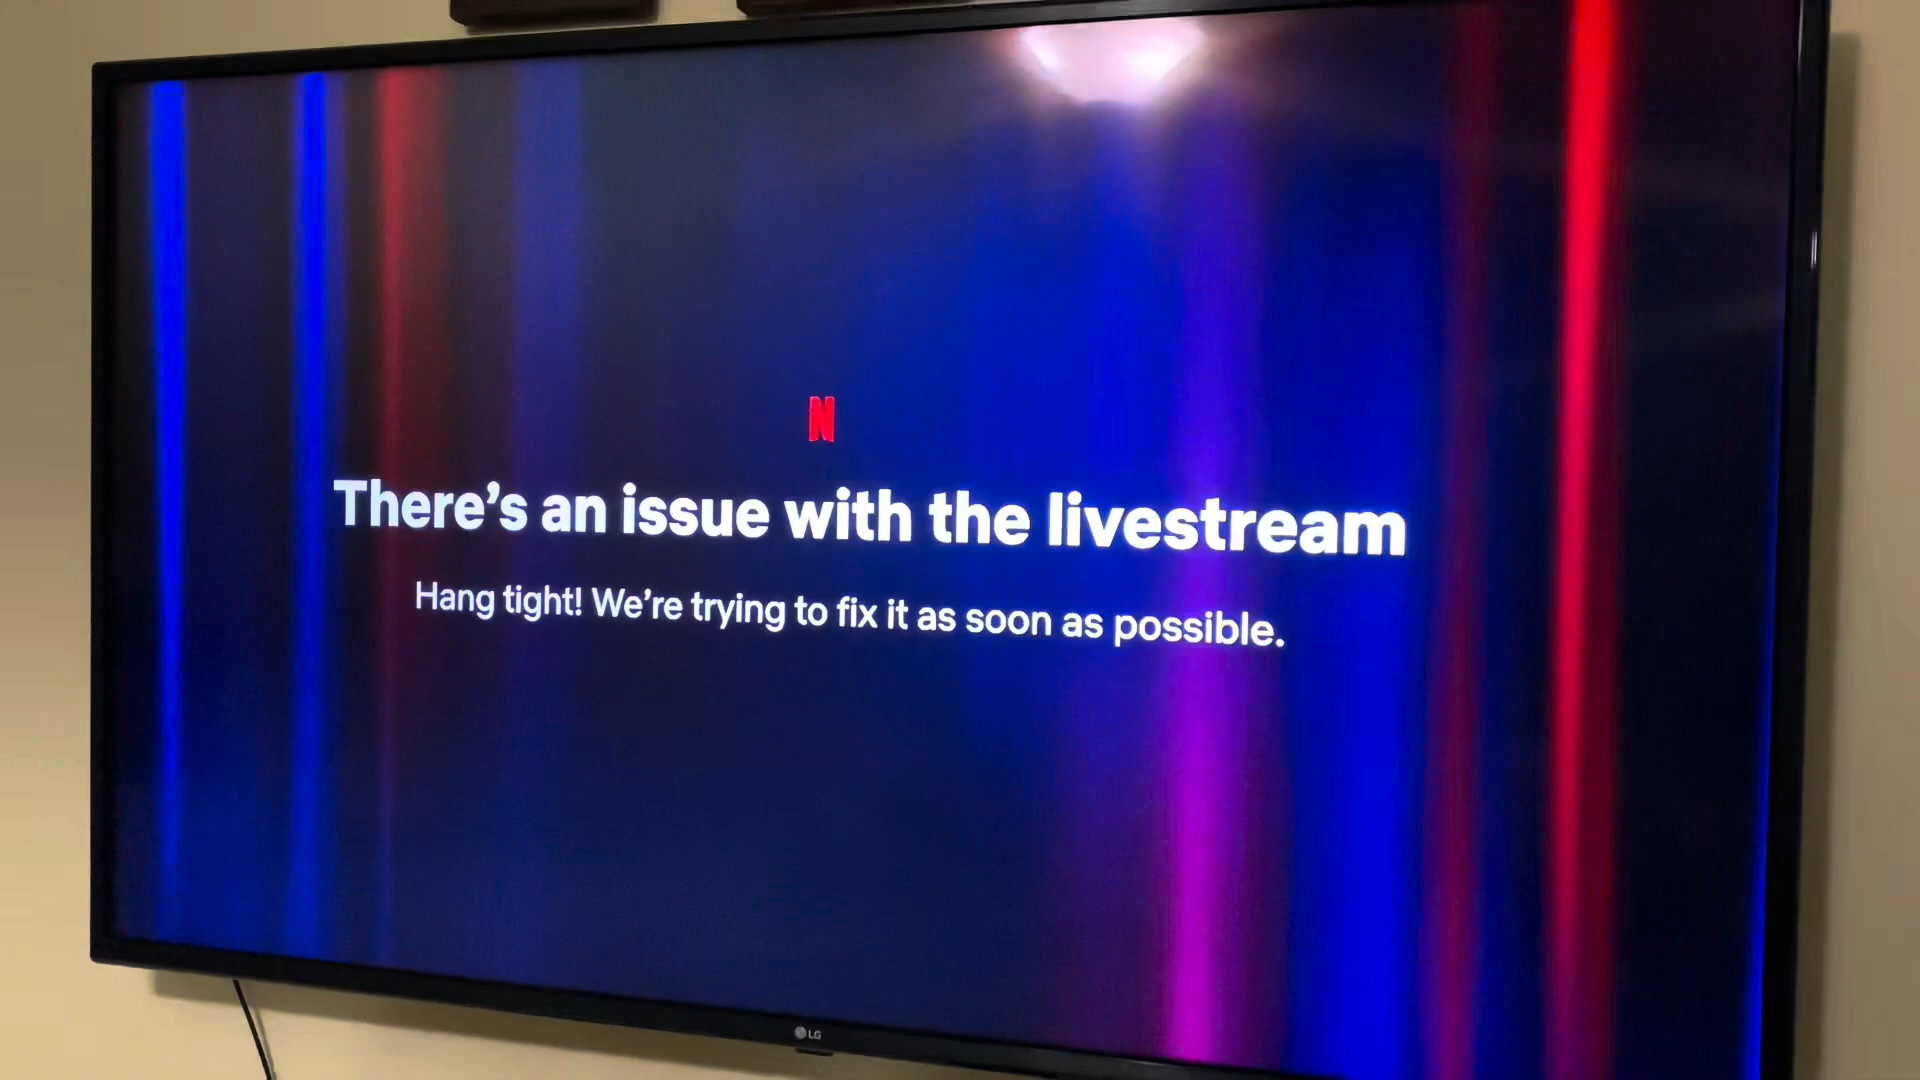 N
There’s an issue with the livestream
Hang tight! We’re trying to fix it as soon as possible.
LG